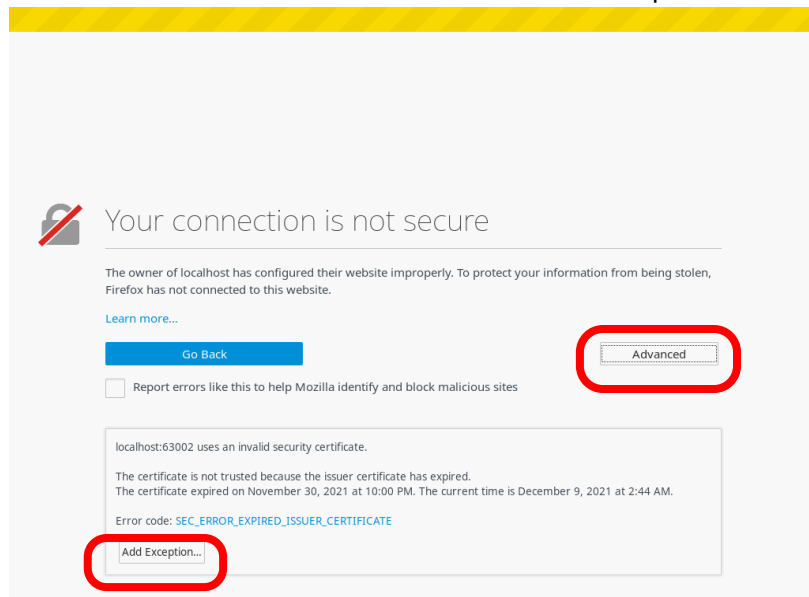 Your connection is not secure
The owner of localhost has configured their website improperly. To protect your information from being stolen,
Firefox has not connected to this website.
Learn more...
Go Back
Advanced
Report errors like this to help Mozilla identify and block malicious sites
localhost:63002 uses an invalid security certificate.
The certificate is not trusted because the issuer certificate has expired.
The certificate expired on November 30, 2021 at 10:00 PM. The current time is December 9, 2021 at 2:44 AM.
Error code: SEC_ERROR_EXPIRED_ISSUER_CERTIFICATE
Add Exception...